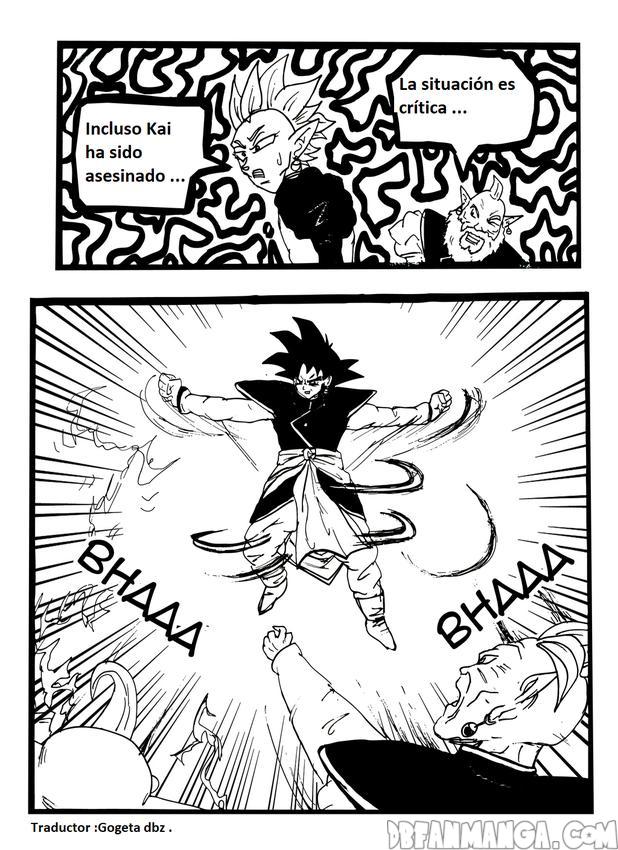 La situación es
crítica ...
Incluso Kai
ha sido
asesinado ...
BHAAA
BHAAA
Traductor :Gogeta dbz .
DBFANMANGA.COM